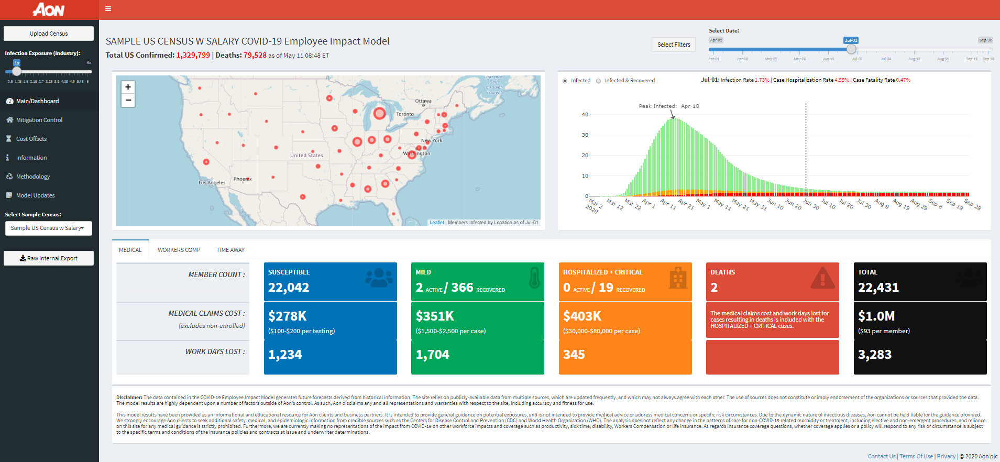 AON
Upload Census
Infection Exposure (Industry):
1x
6x
0.5 1.05 1.6 2.15 2.7 3.25 3.8 4.35 4.9 5.45 6
Main/Dashboard
Mitigation Control
Cost Offsets
Information
Methodology
Model Updates
Select Sample Census:
Sample US Census w Salary
Raw Internal Export
SAMPLE US CENSUS W SALARY COVID-19 Employee Impact Model
Total US Confirmed: 1,329,799 | Deaths: 79,528 as of May 11 08:48 ET
Select Filters
Select Date:
Apr-01
Jul-01
Sep-30
Apr-01 Apr-20 May-09 May-28 Jun-16 Jul-05 Jul-24 Aug-12 Aug-31 Sep-19 Sep-30
+
−
Ottawa
Toronto
New York
Washington
United States
Los Angeles
Phoenix
Golfe
du Saint-
Laurent
Leaflet | Members Infected by Location as of Jul-01
Infected
Infected & Recovered
Jul-01: Infection Rate 1.73% | Case Hospitalization Rate 4.95% | Case Fatality Rate 0.47%
Peak Infected: Apr-18
40
30
20
10
0
Mar 2 Mar 12 Mar 22 Apr 1 Apr 11 Apr 21 May 1 May 11 May 21 May 31 Jun 10 Jun 20 Jun 30 Jul 10 Jul 20 Jul 30 Aug 9 Aug 19 Aug 29 Sep 8 Sep 18 Sep 28
2020
MEDICAL
WORKERS COMP
TIME AWAY
MEMBER COUNT :
SUSCEPTIBLE
22,042
MILD
2 ACTIVE / 366 RECOVERED
HOSPITALIZED + CRITICAL
0 ACTIVE / 19 RECOVERED
DEATHS
2
TOTAL
22,431
MEDICAL CLAIMS COST :
(excludes non-enrolled)
$278K
($100-$200 per testing)
$351K
($1,500-$2,500 per case)
$403K
($30,000-$80,000 per case)
The medical claims cost and work days lost for
cases resulting in deaths is included with the
HOSPITALIZED + CRITICAL cases.
$1.0M
($93 per member)
WORK DAYS LOST :
1,234
1,704
345
3,283
Disclaimer: The data contained in the COVID-19 Employee Impact Model generates future forecasts derived from historical information. The site relies on publicly-available data from multiple sources, which are updated frequently, and which may not always agree with each other. The use of sources does not constitute or imply endorsement of the organizations or sources that provided the data.
The model results are highly dependent upon a number of factors outside of Aon's control. As such, Aon disclaims any and all representations and warranties with respect to the site, including accuracy and fitness for use.
This model results have been provided as an informational and educational resource for Aon clients and business partners. It is intended to provide general guidance on potential exposures, and is not intended to provide medical advice or address medical concerns or specific risk circumstances. Due to the dynamic nature of infectious diseases, Aon cannot be held liable for the guidance provided.
We strongly encourage Aon clients to seek additional safety, medical, and epidemiologic information from credible sources such as the Centers for Disease Control and Prevention (CDC) and World Health Organization (WHO). The analysis does not reflect any change in the patterns of care for non-COVID-19 related morbidity or treatment, including elective and non-emergent procedures, and reliance
on this site for any medical guidance is strictly prohibited. Furthermore, we are currently making no representations of the impact from COVID-19 on other workforce impacts and coverage such as productivity, sick time, disability, Workers Compensation or life insurance. As regards insurance coverage questions, whether coverage applies or a policy will respond to any risk or circumstance is subject
to the specific terms and conditions of the insurance policies and contracts at issue and underwriter determinations.
Contact Us | Terms Of Use | Privacy | © 2020 Aon plc